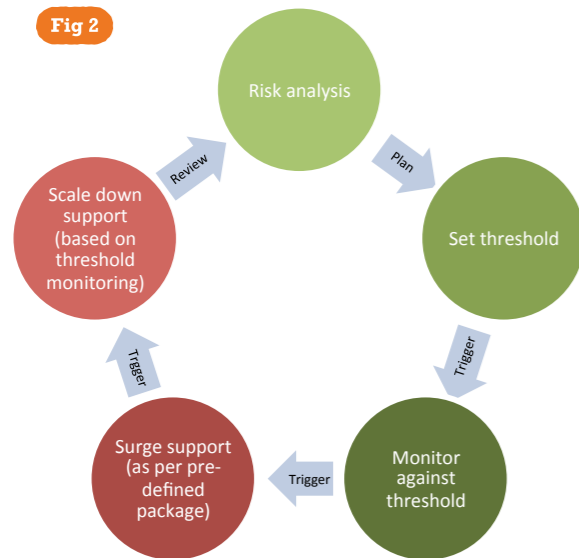 Fig 2
Risk analysis
Plan
Set threshold
Trigger
Monitor
against
threshold
Trigger
Surge support
(as per pre-
defined
package)
Trgger
Scale down
support
(based on
threshold
monitoring)
Review